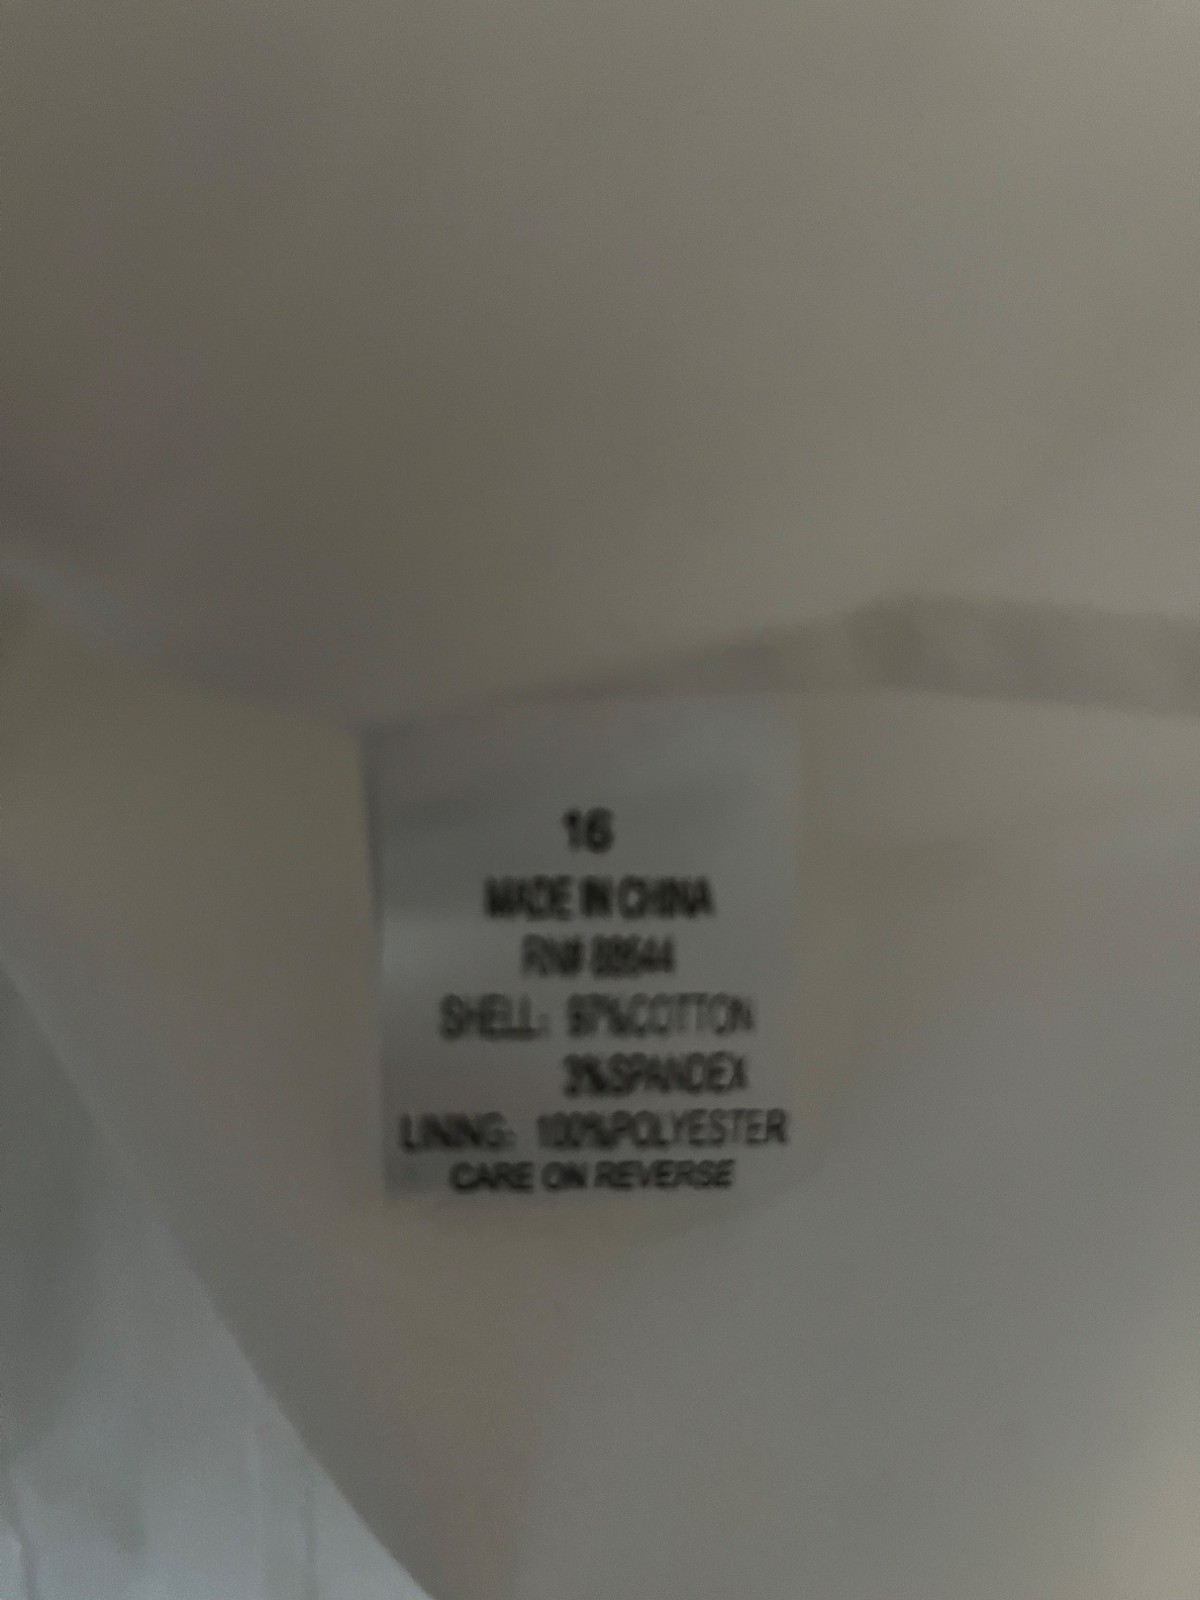 16
MADE IN CHINA
RN#
SHELL: 97%COTTON
3%SPANDEX
LINING: 100%POLYESTER
CARE ON REVERSE